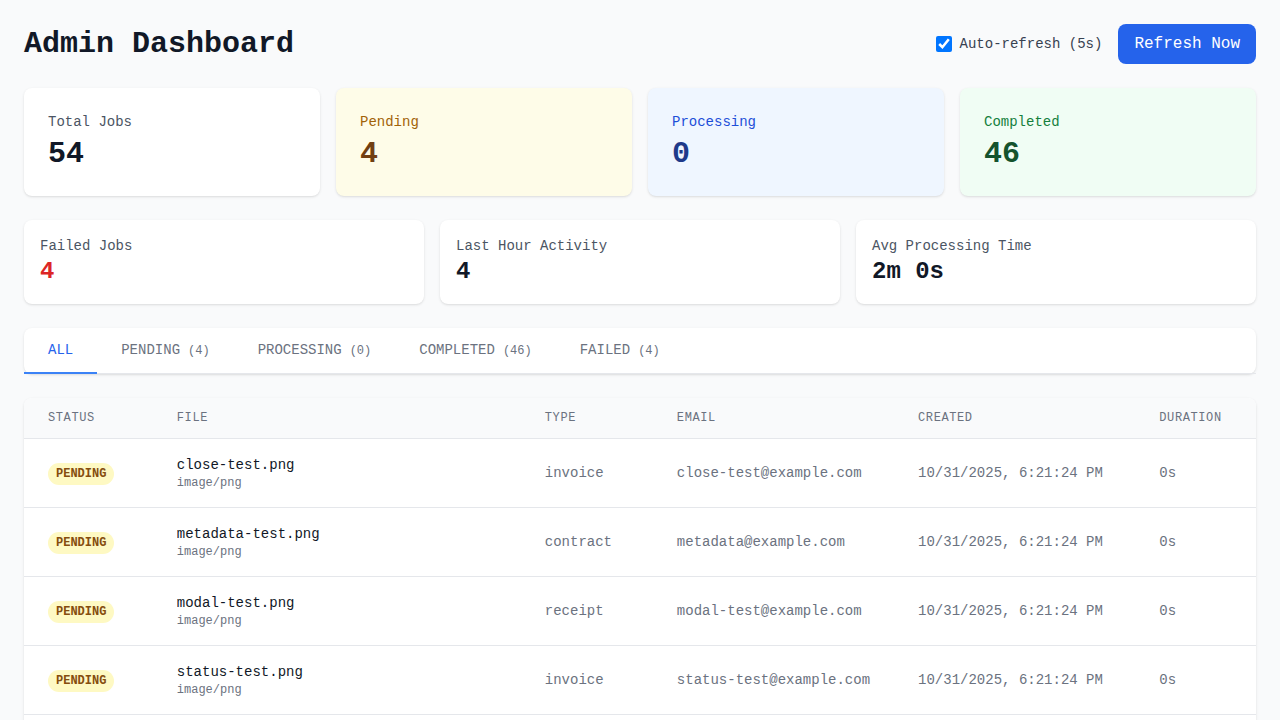 Admin Dashboard
Auto-refresh (5s)
Refresh Now
Total Jobs
54
Pending
4
Processing
0
Completed
46
Failed Jobs
4
Last Hour Activity
4
Avg Processing Time
2m 0s
ALL PENDING (4) PROCESSING (0) COMPLETED (46) FAILED (4)
STATUS FILE TYPE EMAIL CREATED DURATION
PENDING close-test.png invoice close-test@example.com 10/31/2025, 6:21:24 PM 0s
image/png
PENDING metadata-test.png contract metadata@example.com 10/31/2025, 6:21:24 PM 0s
image/png
PENDING modal-test.png receipt modal-test@example.com 10/31/2025, 6:21:24 PM 0s
image/png
PENDING status-test.png invoice status-test@example.com 10/31/2025, 6:21:24 PM 0s
image/png